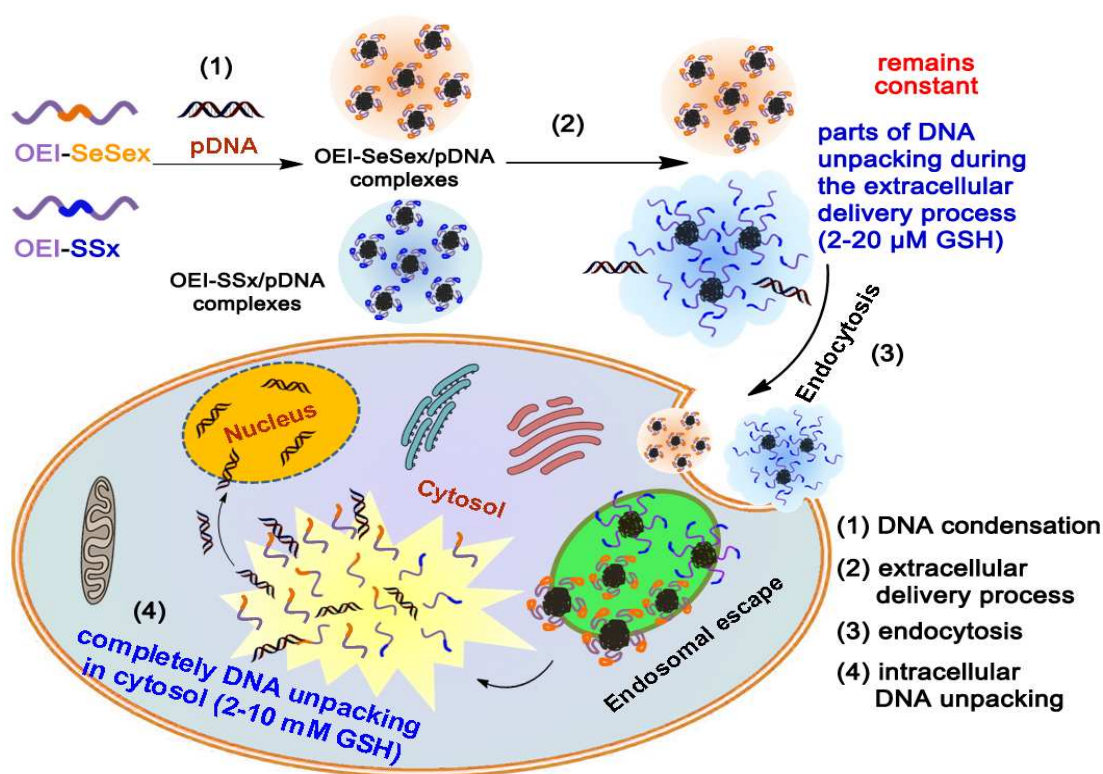 (1)
OEI-SeSex
pDNA
OEI-SSx
OEI-SeSex/pDNA
complexes
OEI-SSx/pDNA
complexes
(2)
remains
constant
parts of DNA
unpacking during
the extracellular
delivery process
(2-20 μM GSH)
Endocytosis
(3)
Nucleus
Cytosol
Endosomal escape
(4)
completely DNA unpacking
in cytosol (2-10 mM GSH)
(1) DNA condensation
(2) extracellular
delivery process
(3) endocytosis
(4) intracellular
DNA unpacking